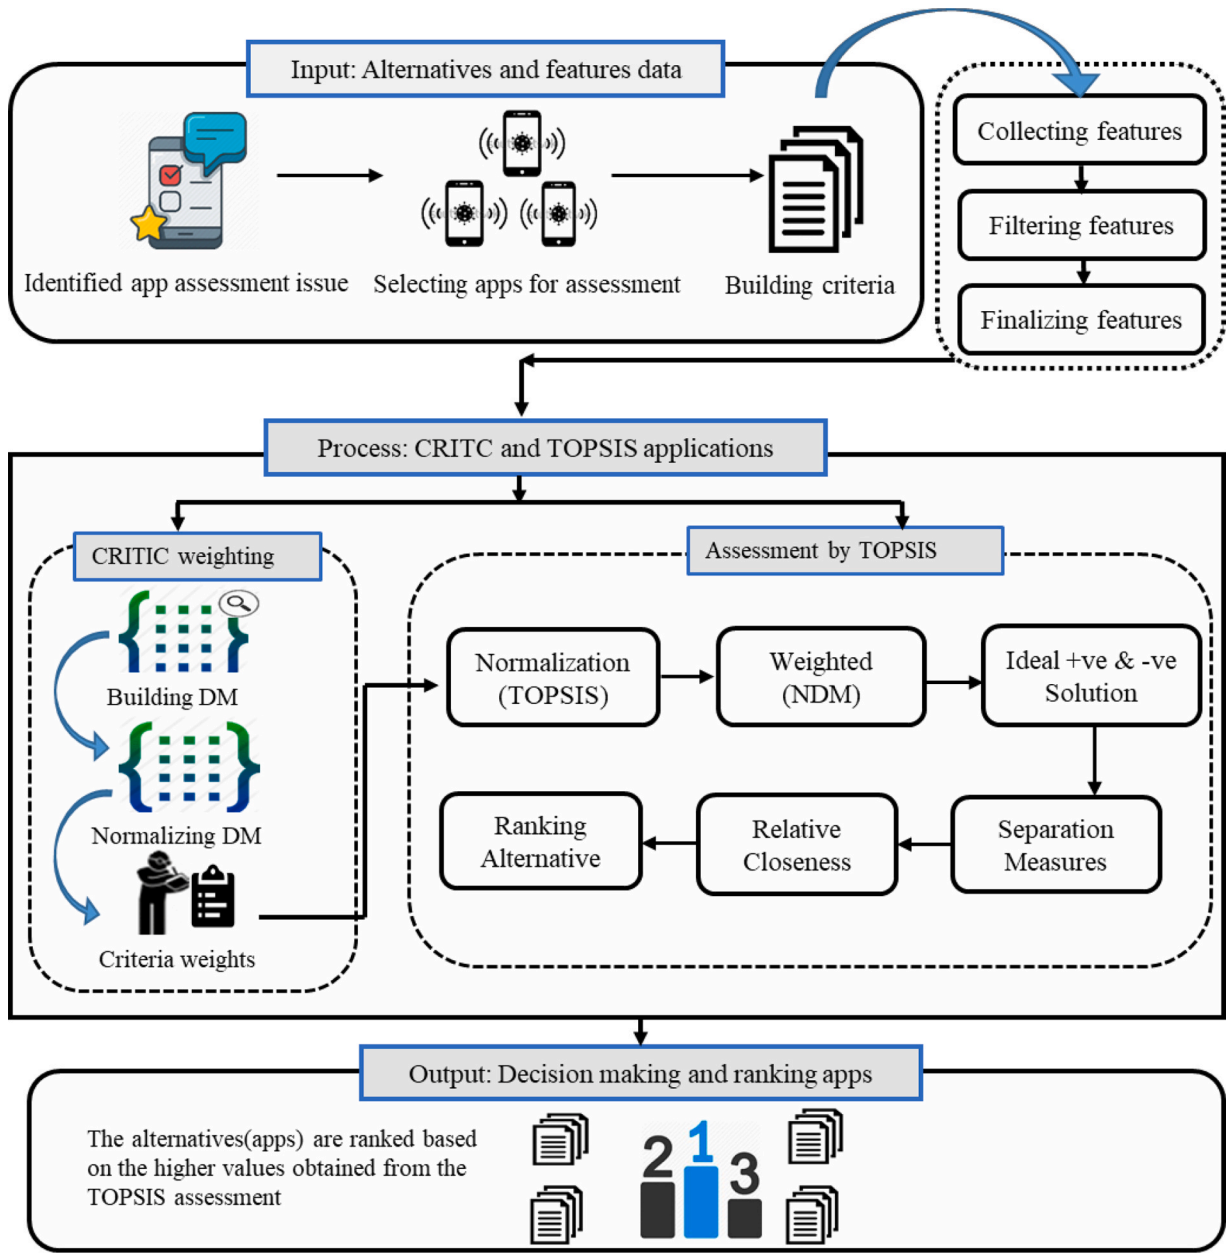 Input: Alternatives and features data
Identified app assessment issue
Selecting apps for assessment
Building criteria
Collecting features
Filtering features
Finalizing features
Process: CRITC and TOPSIS applications
CRITIC weighting
Building DM
Normalizing DM
Criteria weights
Assessment by TOPSIS
Normalization
(TOPSIS)
Weighted
(NDM)
Ideal +ve & -ve
Solution
Separation
Measures
Relative
Closeness
Ranking
Alternative
Output: Decision making and ranking apps
The alternatives(apps) are ranked based
on the higher values obtained from the
TOPSIS assessment
2 1 3